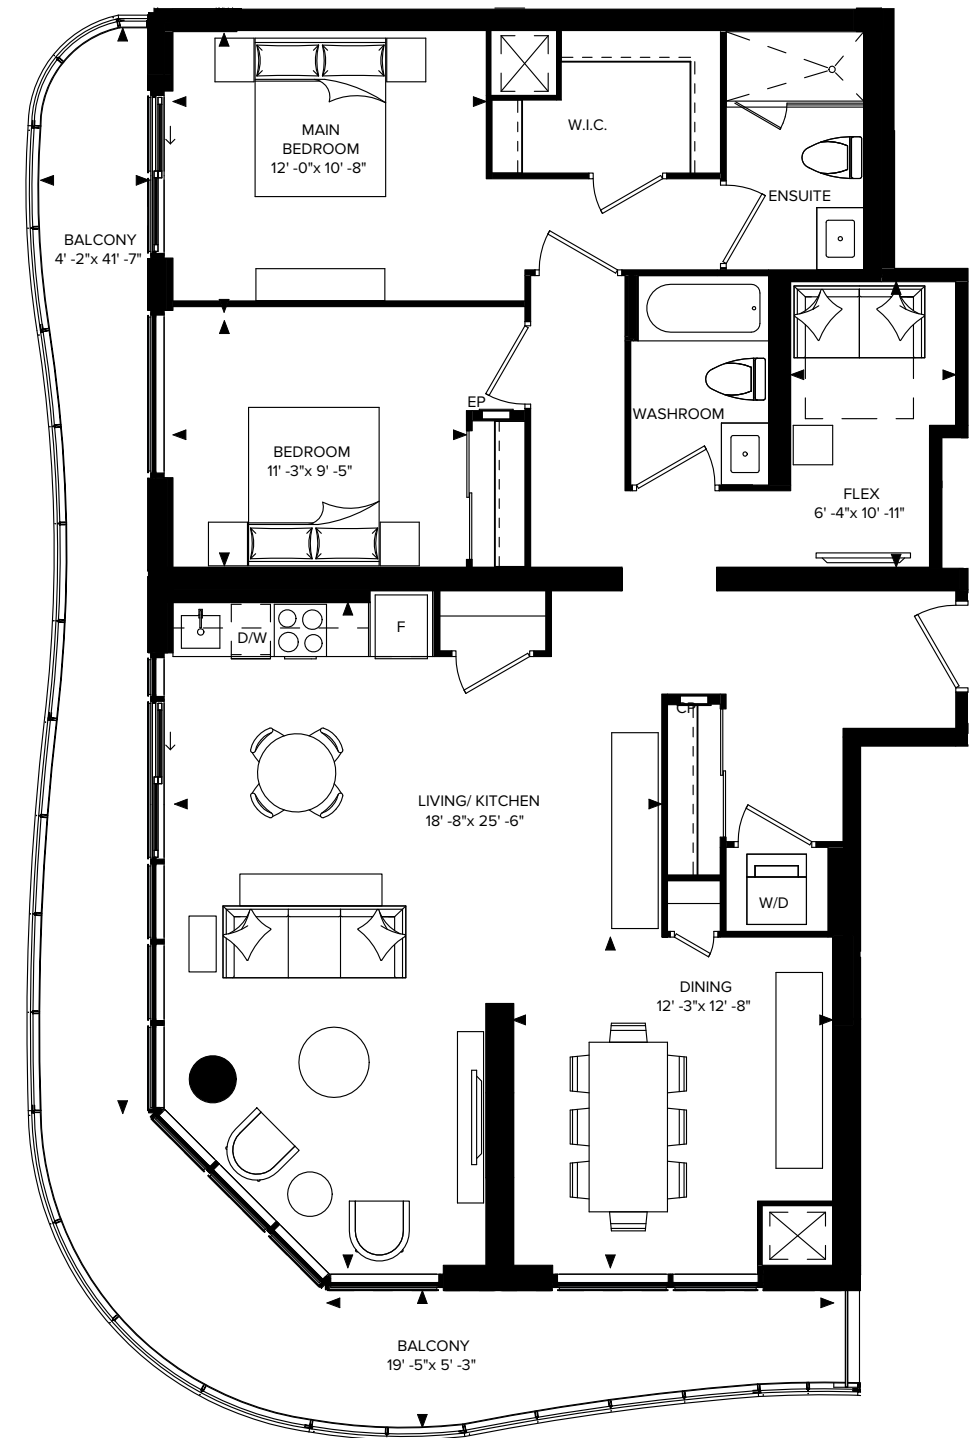 MAIN
BEDROOM
12' -0"x 10' -8"
W.I.C.
ENSUITE
BALCONY
4' -2"x 41' -7"
EP
WASHROOM
BEDROOM
11' -3"x 9' -5"
FLEX
6' -4"x 10' -11"
D/W
F
CP
LIVING/ KITCHEN
18' -8"x 25' -6"
W/D
DINING
12' -3"x 12' -8"
BALCONY
19' -5"x 5' -3"